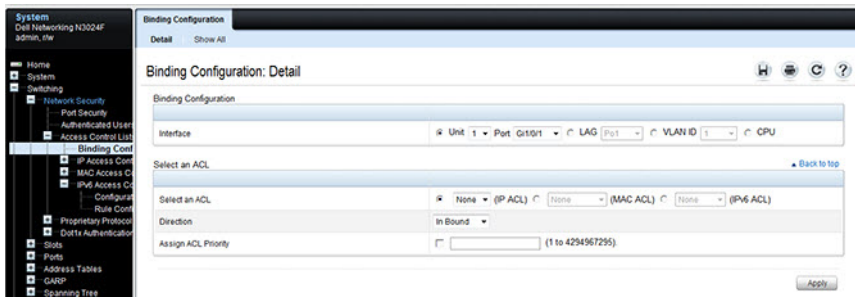 System
Dell Networking N3024F
admin, r/w
Home
System
Switching
Network Security
Port Security
Authenticated User
Access Control List
Binding Conf
IP Access Cont
MAC Access Co
IPv6 Access Co
Configurat
Rule Confi
Proprietary Protocol
Dot1x Authentication
Slots
Ports
Address Tables
GARP
Spanning Tree
Binding Configuration
Detail Show All
Binding Configuration: Detail
Binding Configuration
Interface Unit 1 Port Gi1/0/1 LAG Po1 VLAN ID 1 CPU
Select an ACL Back to top
Select an ACL None (IP ACL) None (MAC ACL) None (IPv6 ACL)
Direction In Bound
Assign ACL Priority (1 to 4294967295).
Apply